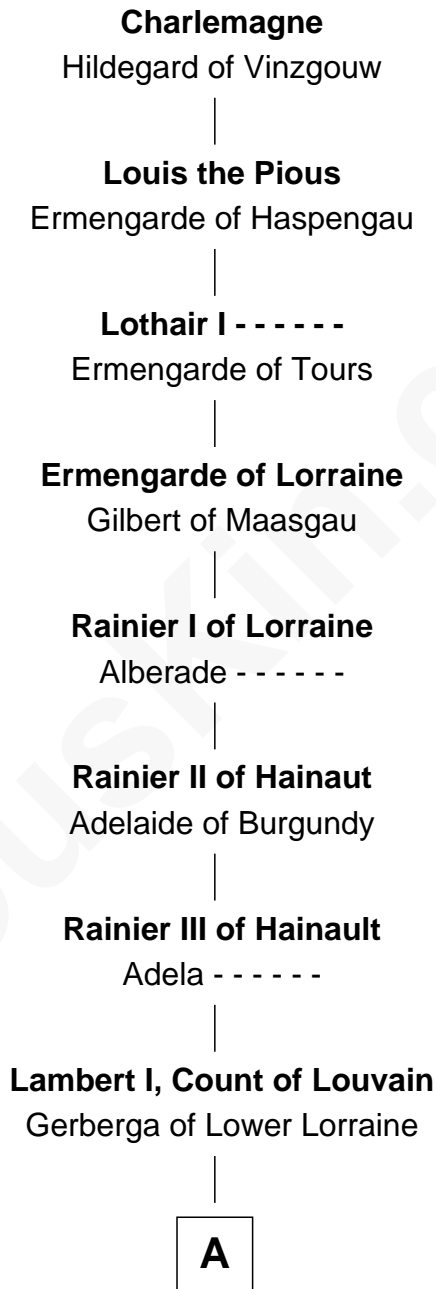 Charlemagne
Hildegard of Vinzgouw
Louis the Pious
Ermengarde of Haspengau
Lothair I - - - - - -
Ermengarde of Tours
Ermengarde of Lorraine
Gilbert of Maasgau
Rainier I of Lorraine
Alberade - - - - - -
Rainier II of Hainaut
Adelaide of Burgundy
Rainier III of Hainault
Adela - - - - - -
Lambert I, Count of Louvain
Gerberga of Lower Lorraine
A